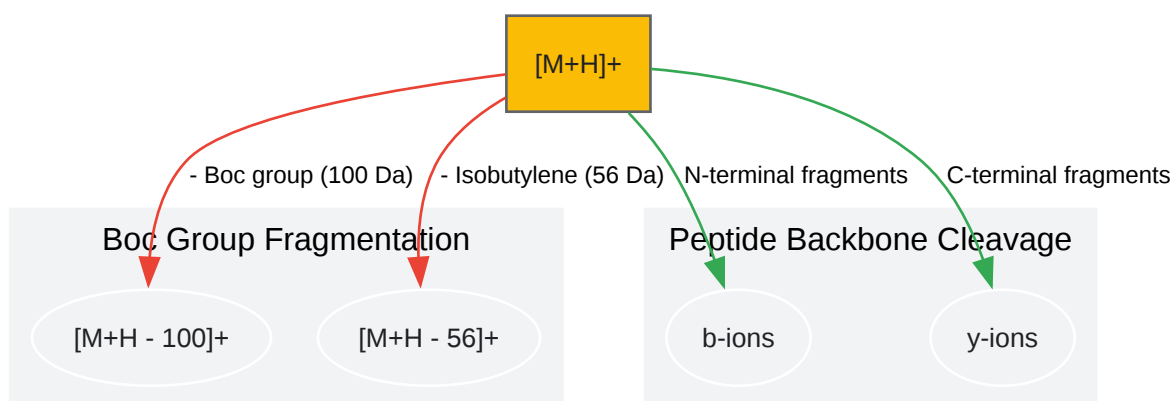 [M+H]+
- Boc group (100 Da)
- Isobutylene (56 Da)
N-terminal fragments
C-terminal fragments
Boc Group Fragmentation
Peptide Backbone Cleavage
[M+H - 100]+
[M+H - 56]+
b-ions
y-ions